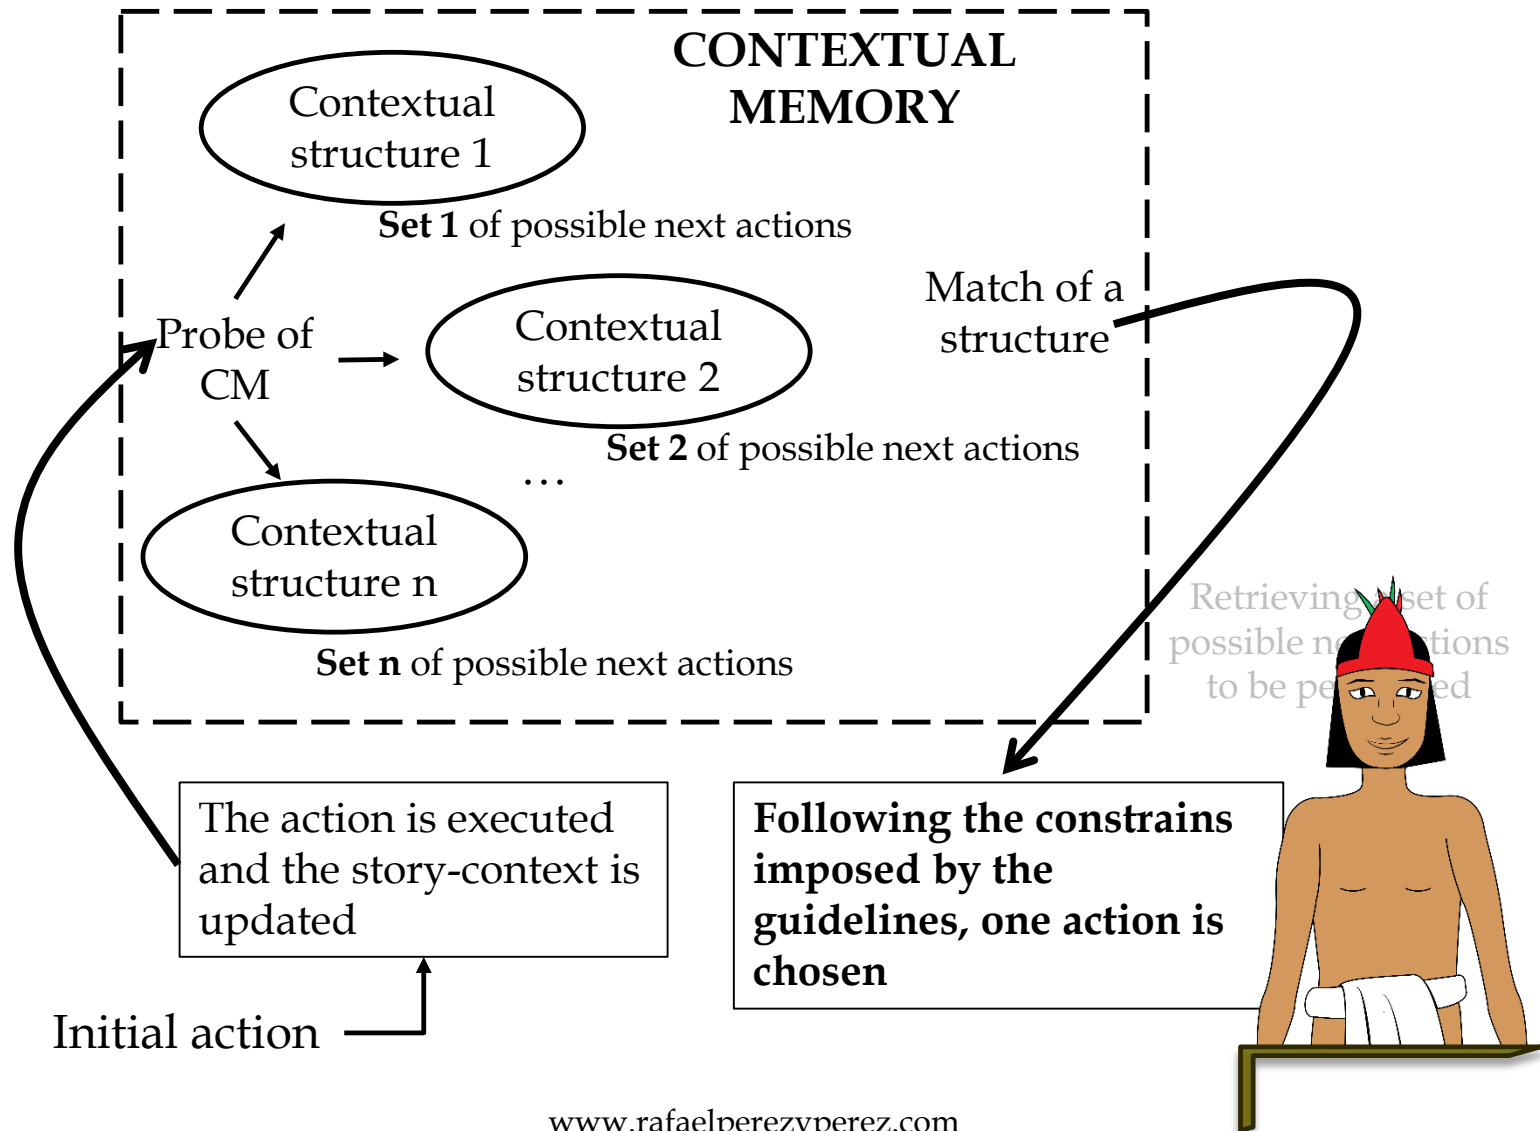 CONTEXTUAL
MEMORY
Contextual
structure 1
Set 1 of possible next actions
Match of a
structure
Probe of
CM
Contextual
structure 2
Set 2 of possible next actions
...
Contextual
structure n
Set n of possible next actions
Retrieving a set of
possible
to be
The action is executed
and the story-context is
updated
Following the constrains
imposed by the
guidelines, one action is
chosen
Initial action
www.rafaelperezyperez.com